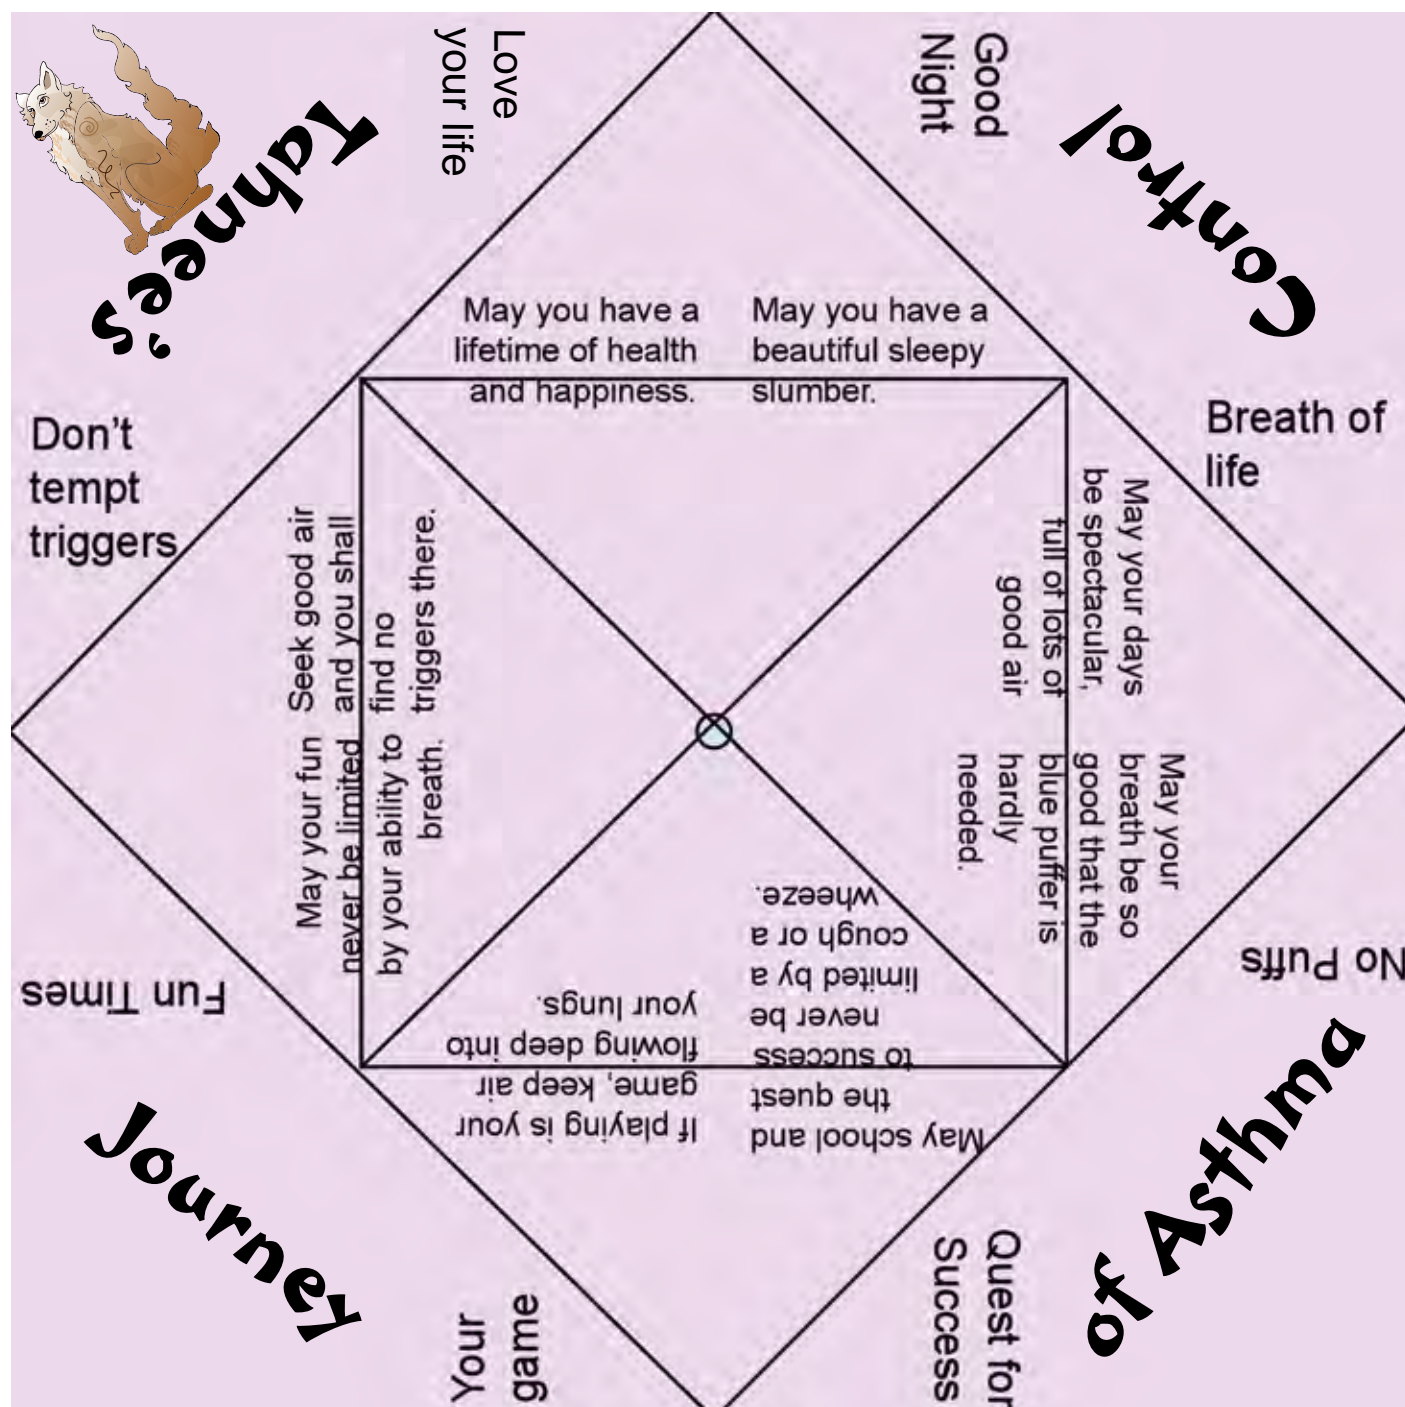 Tahnee's
Love
your life
Good
Night
Control
May you have a
lifetime of health
and happiness.
May you have a
beautiful sleepy
slumber.
Don't
tempt
triggers
Breath of
life
Seek good air
and you shall
find no
triggers there.
May your days
be spectacular,
full of lots of
good air
May your fun
never be limited
by your ability to
breath.
May your
breath be so
good that the
blue puffer is
hardly
needed.
Fun Times
No Puffs
If playing is your
game, keep air
flowing deep into
your lungs.
May school and
the quest
to success
never be
limited by a
cough or a
wheeze.
Journey
Your
game
Quest for
Success
of Asthma